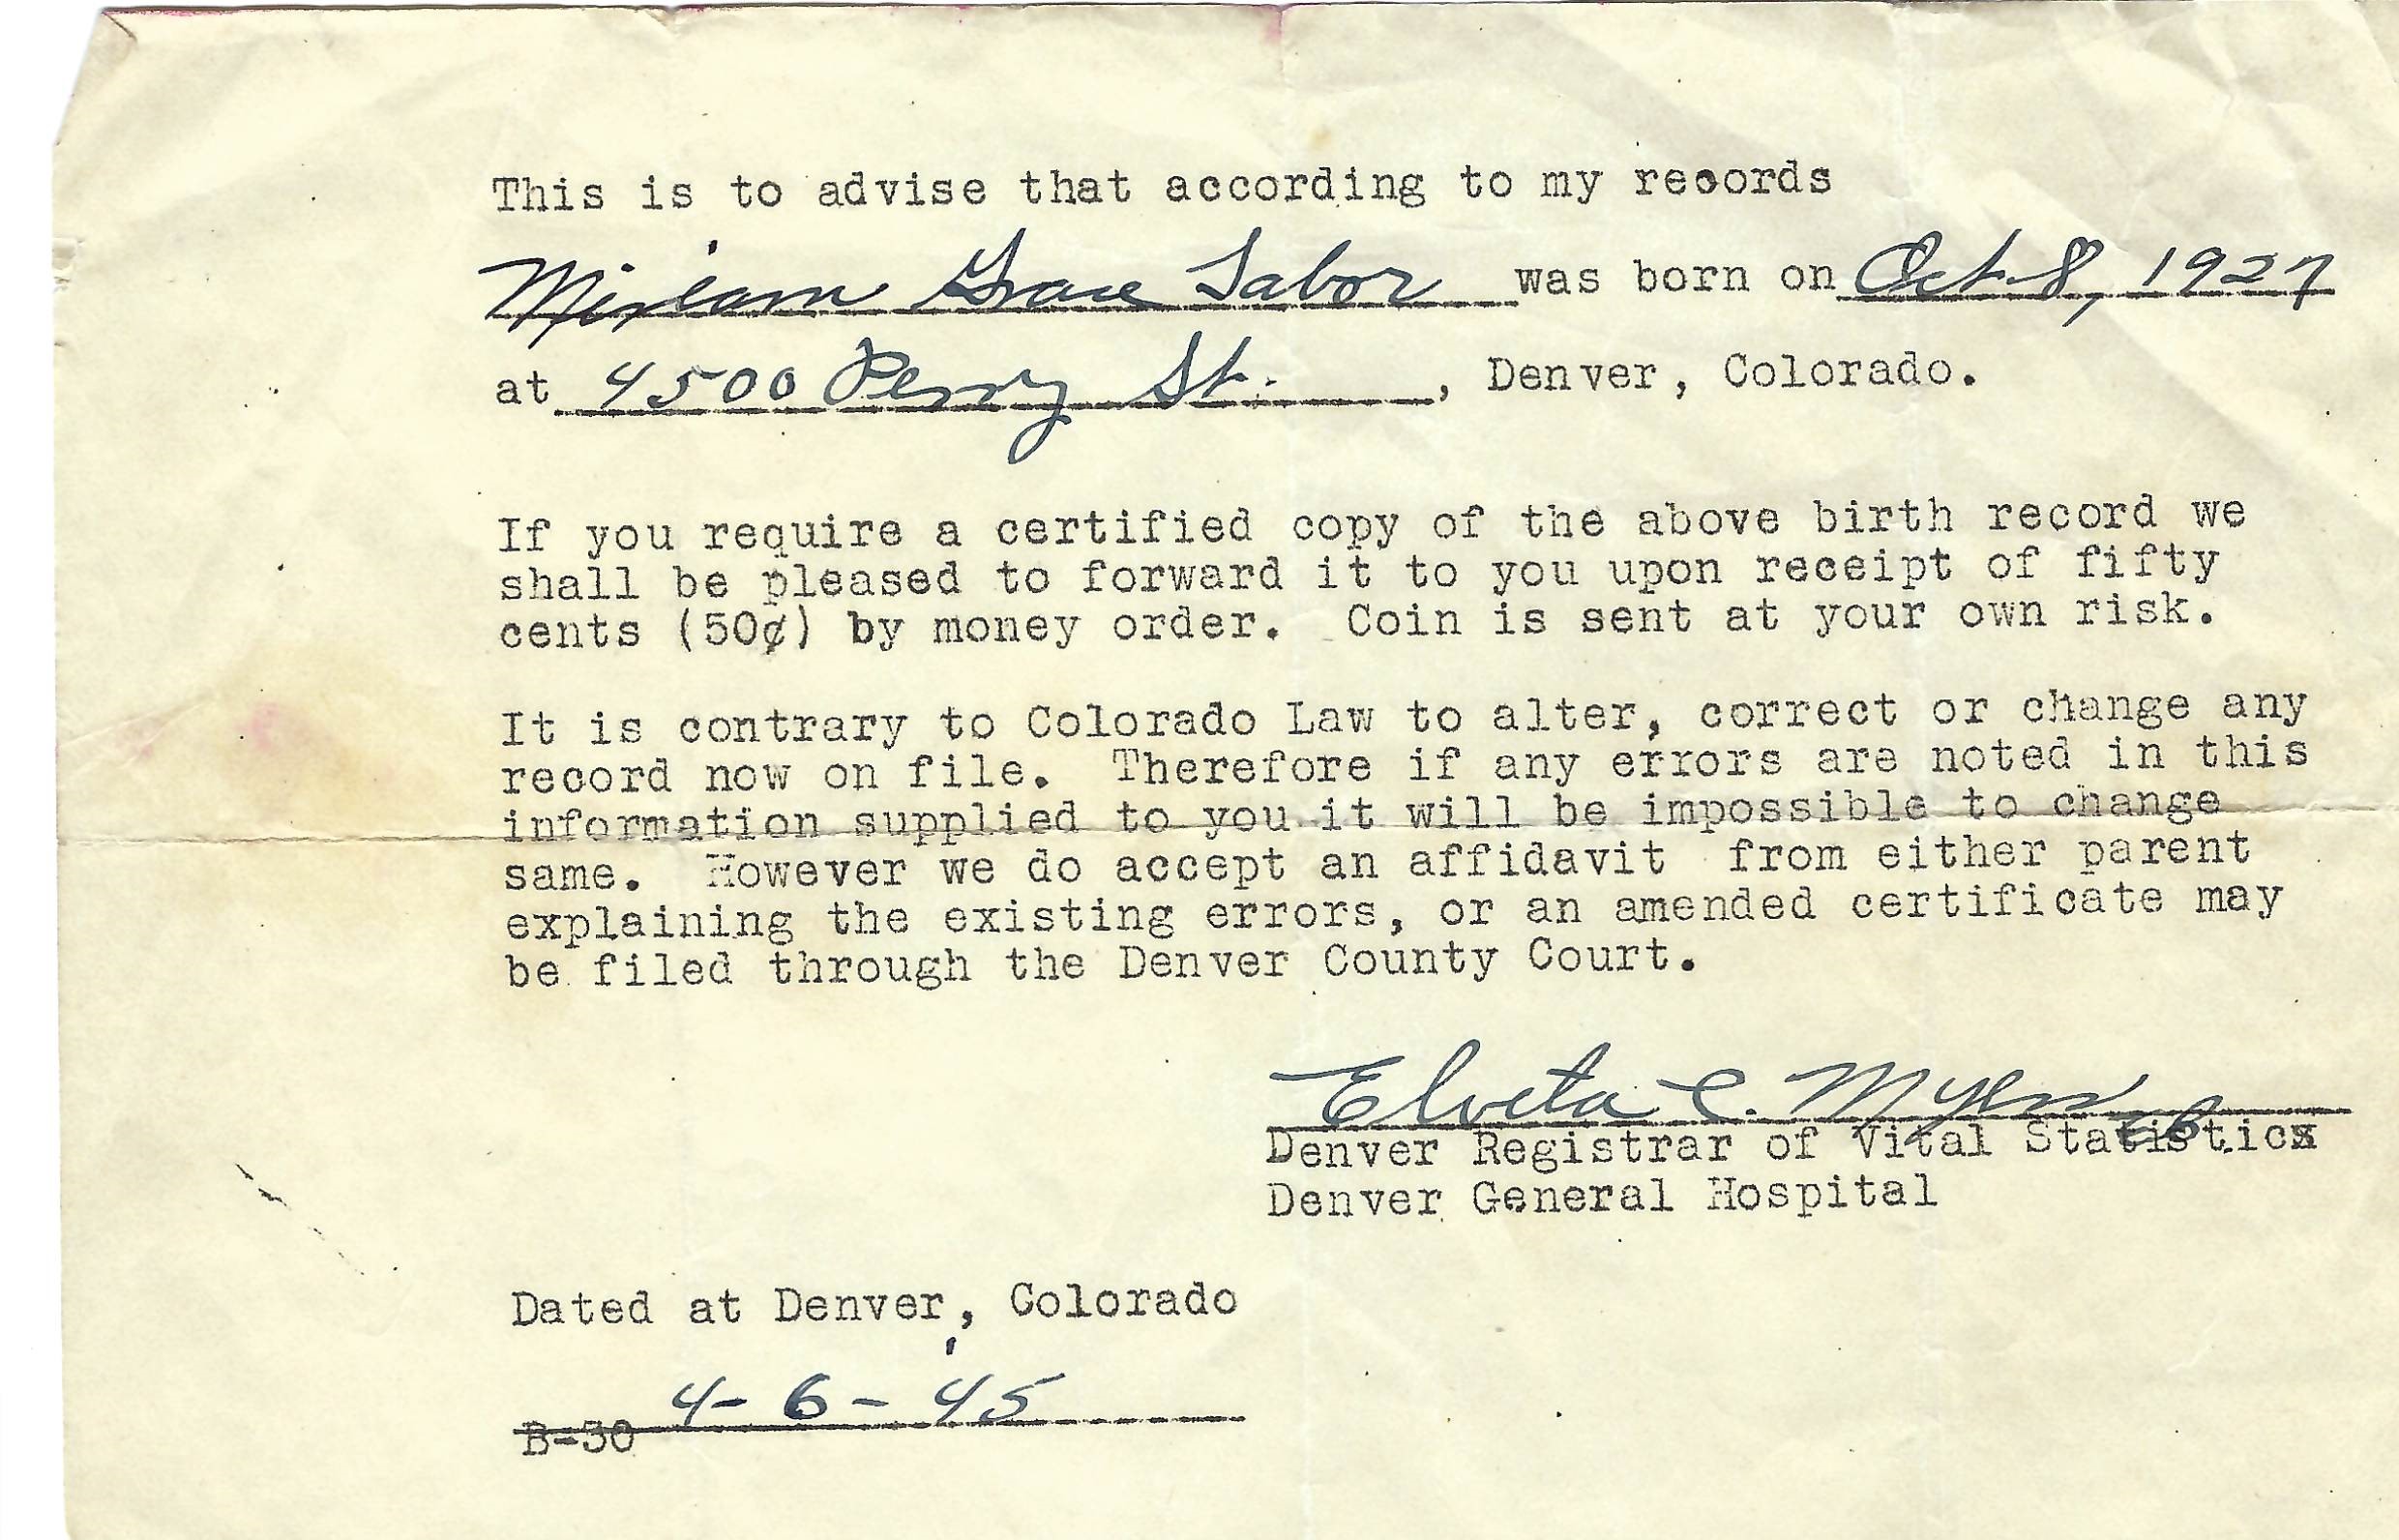 This is to advise that according to my records
Miriam Grace Tabor was born on Oct 8, 1927
at 4500 Perry St. , Denver, Colorado.
If you require a certified copy of the above birth record we
shall be pleased to forward it to you upon receipt of fifty
cents (50¢) by money order. Coin is sent at your own risk.
It is contrary to Colorado Law to alter, correct or change any
record now on file. Therefore if any errors are noted in this
information supplied to you it will be impossible to change
same. However we do accept an affidavit from either parent
explaining the existing errors, or an amended certificate may
be filed through the Denver County Court.
Elveta C. Myers
Denver Registrar of Vital Statistics
Denver General Hospital
Dated at Denver, Colorado
4-6-45
B-30